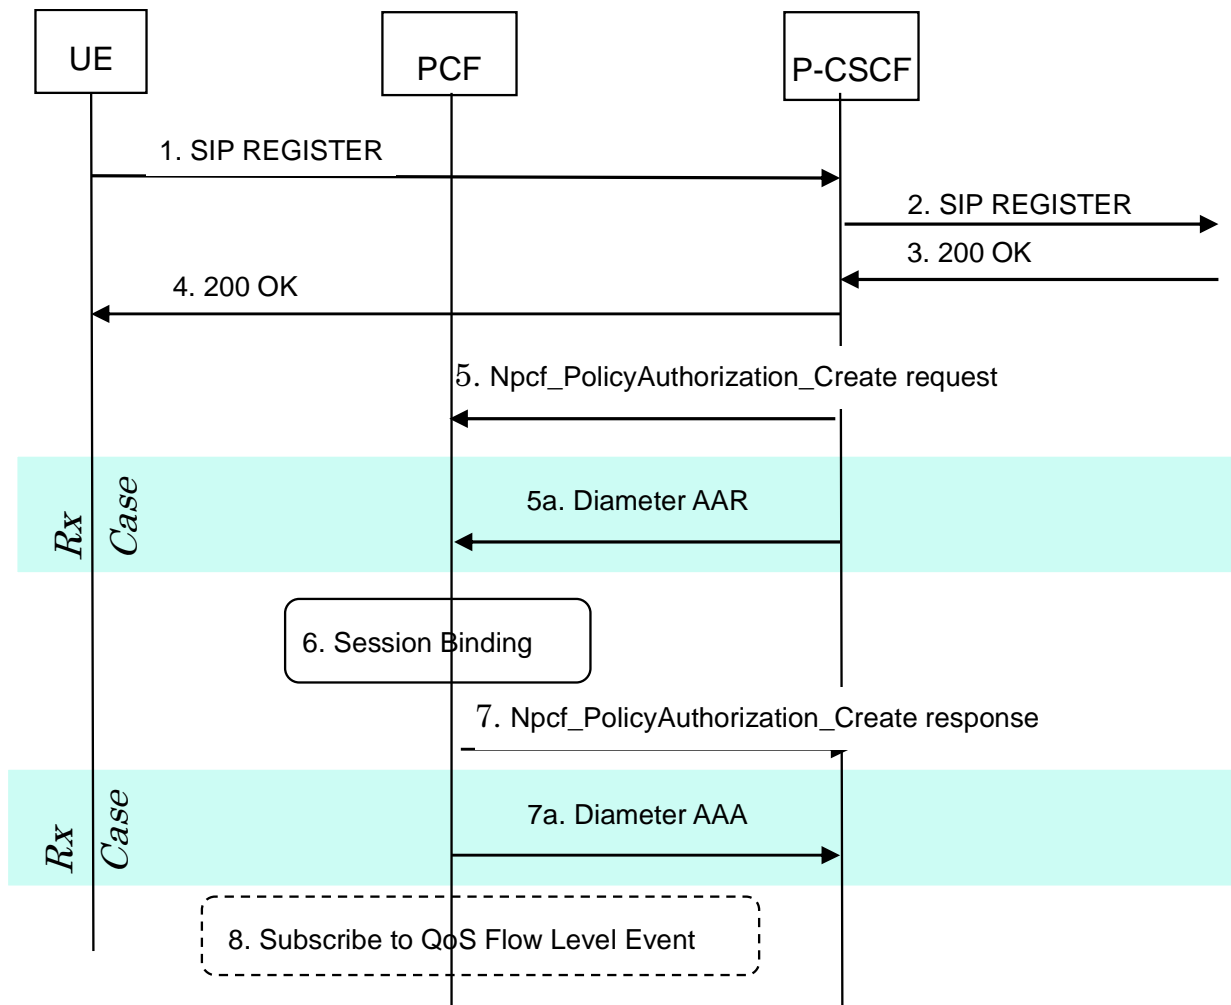 UE
PCF
P-CSCF
1. SIP REGISTER
2. SIP REGISTER
3. 200 OK
4. 200 OK
5. Npcf_PolicyAuthorization_Create request
Rx
Case
5a. Diameter AAR
6. Session Binding
7. Npcf_PolicyAuthorization_Create response
Rx
Case
7a. Diameter AAA
8. Subscribe to QoS Flow Level Event